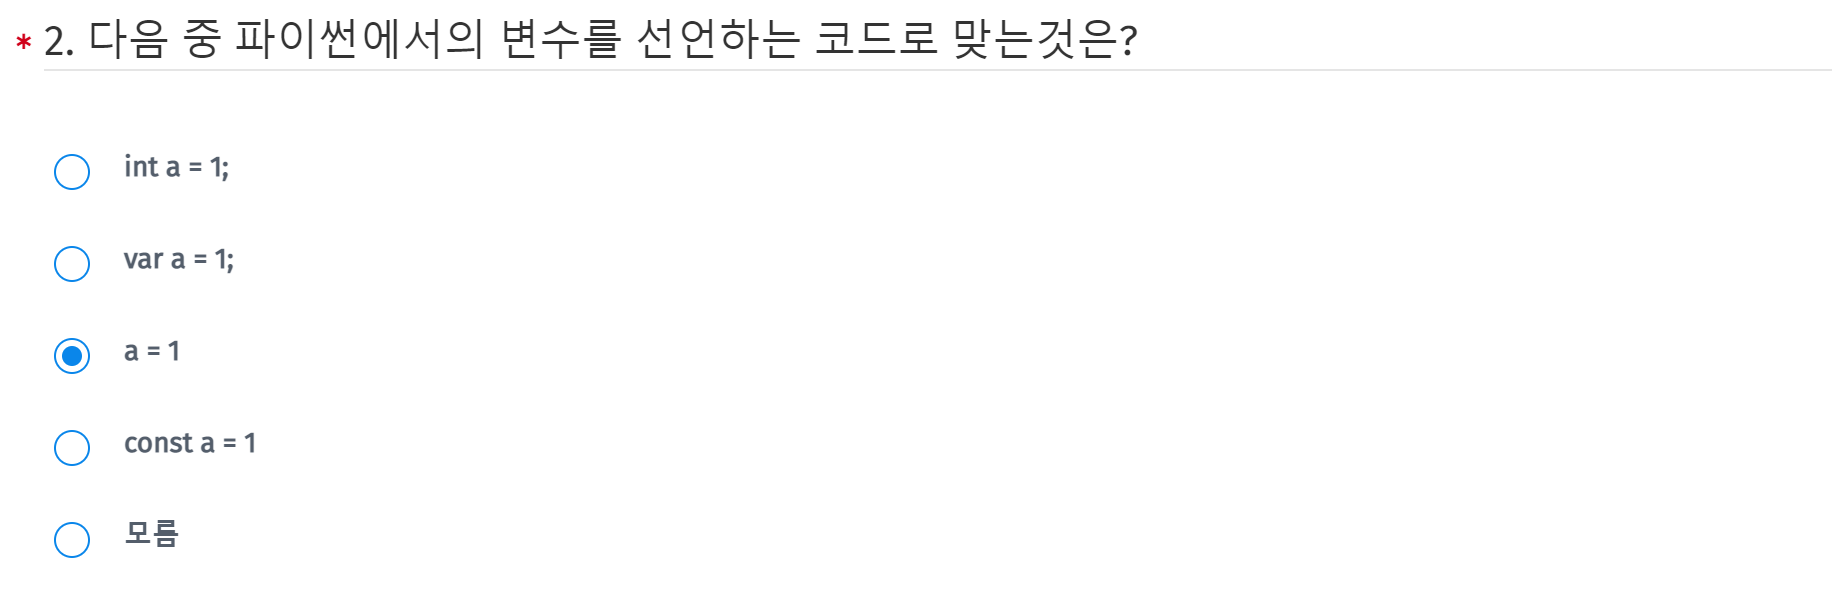 * 2. 다음 중 파이썬에서의 변수를 선언하는 코드로 맞는것은?
int a = 1;
var a = 1;
a = 1
const a = 1
모름